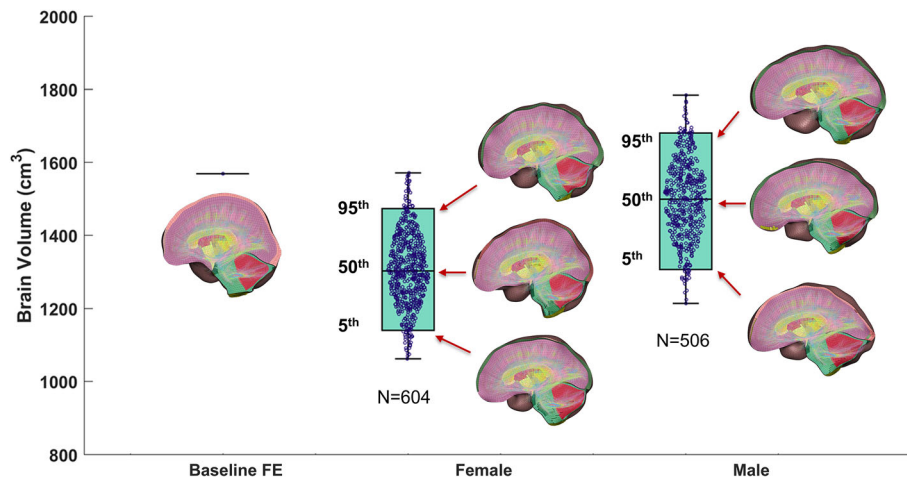 2000
1800
1600
1400
1200
1000
800
Brain Volume (cm³)
95th
50th
5th
N=604
95th
50th
5th
N=506
Baseline FE
Female
Male